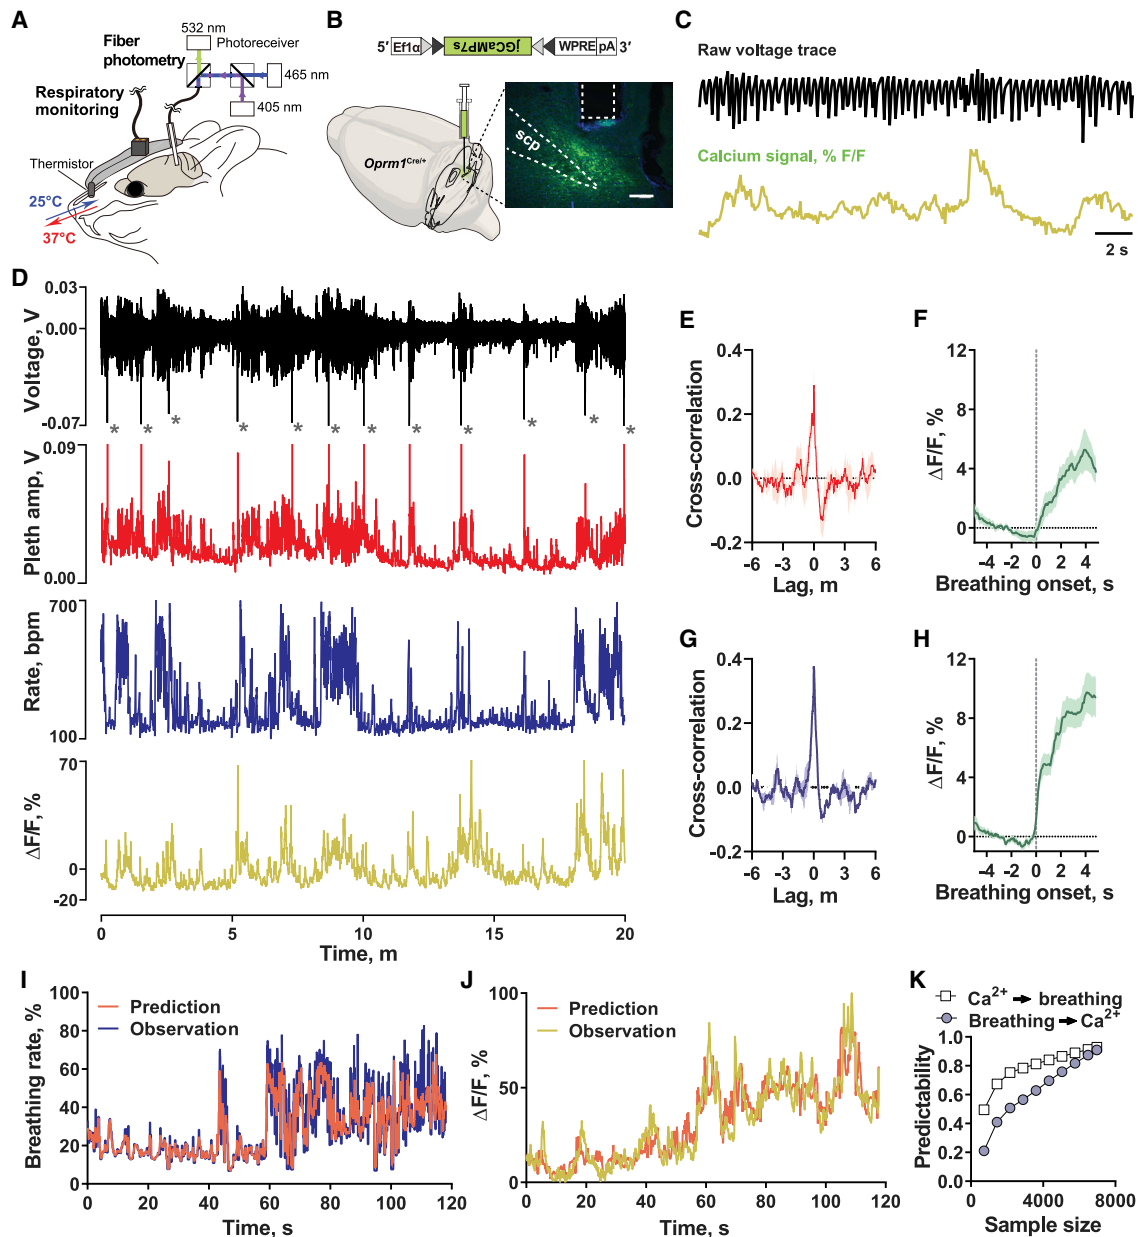 A
532 nm
Fiber
photometry
Photoreceiver
465 nm
405 nm
Respiratory
monitoring
Thermistor
25°C
37°C
B
5′ Ef1α jGCaMP7s WPRE pA 3′
Oprm1Cre/+
scp
C
Raw voltage trace
Calcium signal, % F/F
2 s
D
0.03
0.00
-0.07
Voltage, V
* * * * * * * * * * *
0.09
0.00
Pleth amp, V
700
100
Rate, bpm
70
0
-20
ΔF/F, %
0 5 10 15 20
Time, m
E
0.4
0.2
0.0
-0.2
Cross-correlation
-6 -3 0 3 6
Lag, m
F
12
8
4
0
ΔF/F, %
-4 -2 0 2 4
Breathing onset, s
G
0.4
0.2
0.0
-0.2
Cross-correlation
-6 -3 0 3 6
Lag, m
H
12
8
4
0
ΔF/F, %
-4 -2 0 2 4
Breathing onset, s
I
100
80
60
40
20
0
Breathing rate, %
Prediction
Observation
0 20 40 60 80 100 120
Time, s
J
100
50
0
ΔF/F, %
Prediction
Observation
0 20 40 60 80 100 120
Time, s
K
Ca2+ → breathing
Breathing → Ca2+
1.0
0.8
0.6
0.4
0.2
0.0
Predictability
0 4000 8000
Sample size